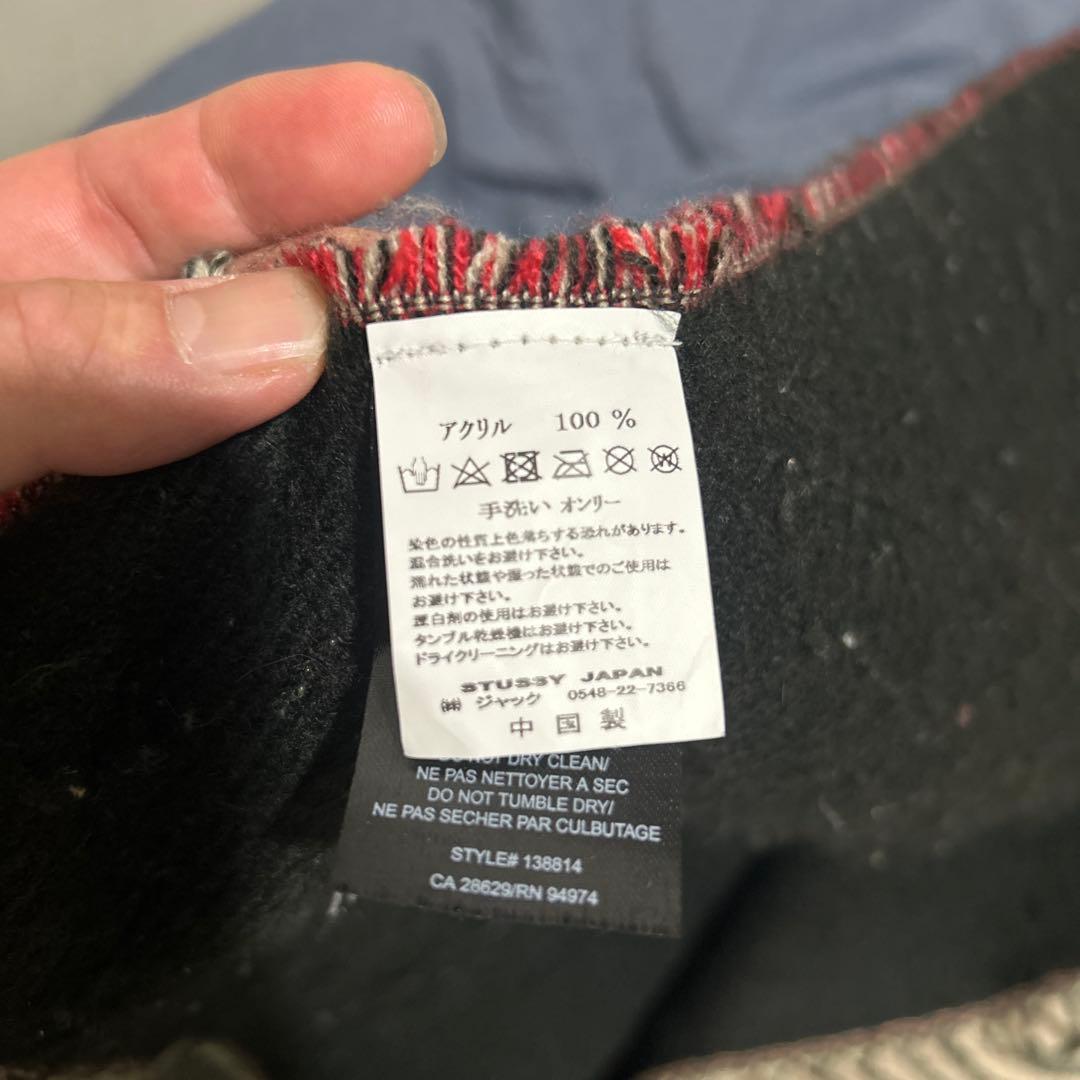 アクリル 100 %
手洗い オンリー
染色の性質上色落ちする恐れがあります。
混合洗いをお避け下さい。
濡れた状態や湿った状態でのご使用は
お避け下さい。
漂白剤の使用はお避け下さい。
タンブル乾燥機はお避け下さい。
ドライクリーニングはお避け下さい。
STUSSY JAPAN
㈱ ジャック 0548-22-7366
中国製
DO NOT DRY CLEAN/
NE PAS NETTOYER A SEC
DO NOT TUMBLE DRY/
NE PAS SECHER PAR CULBUTAGE
STYLE# 138814
CA 28629/RN 94974